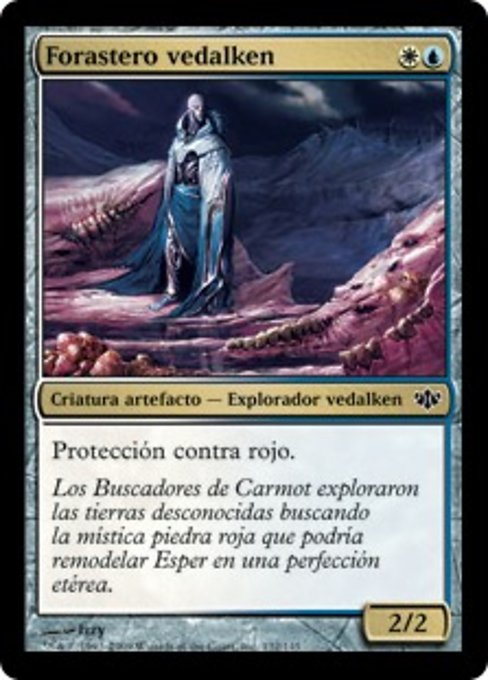 Forastero vedalken
Criatura artefacto — Explorador vedalken
Protección contra rojo.
Los Buscadores de Carmot exploraron
las tierras desconocidas buscando
la mística piedra roja que podría
remodelar Esper en una perfección
etérea.
Izzy
2/2